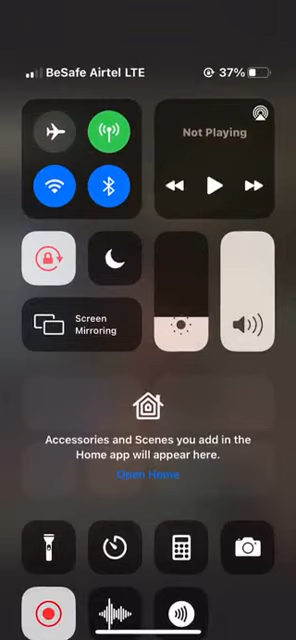 BeSafe Airtel LTE 37%
Not Playing
Screen
Mirroring
Accessories and Scenes you add in the
Home app will appear here.
Open Home